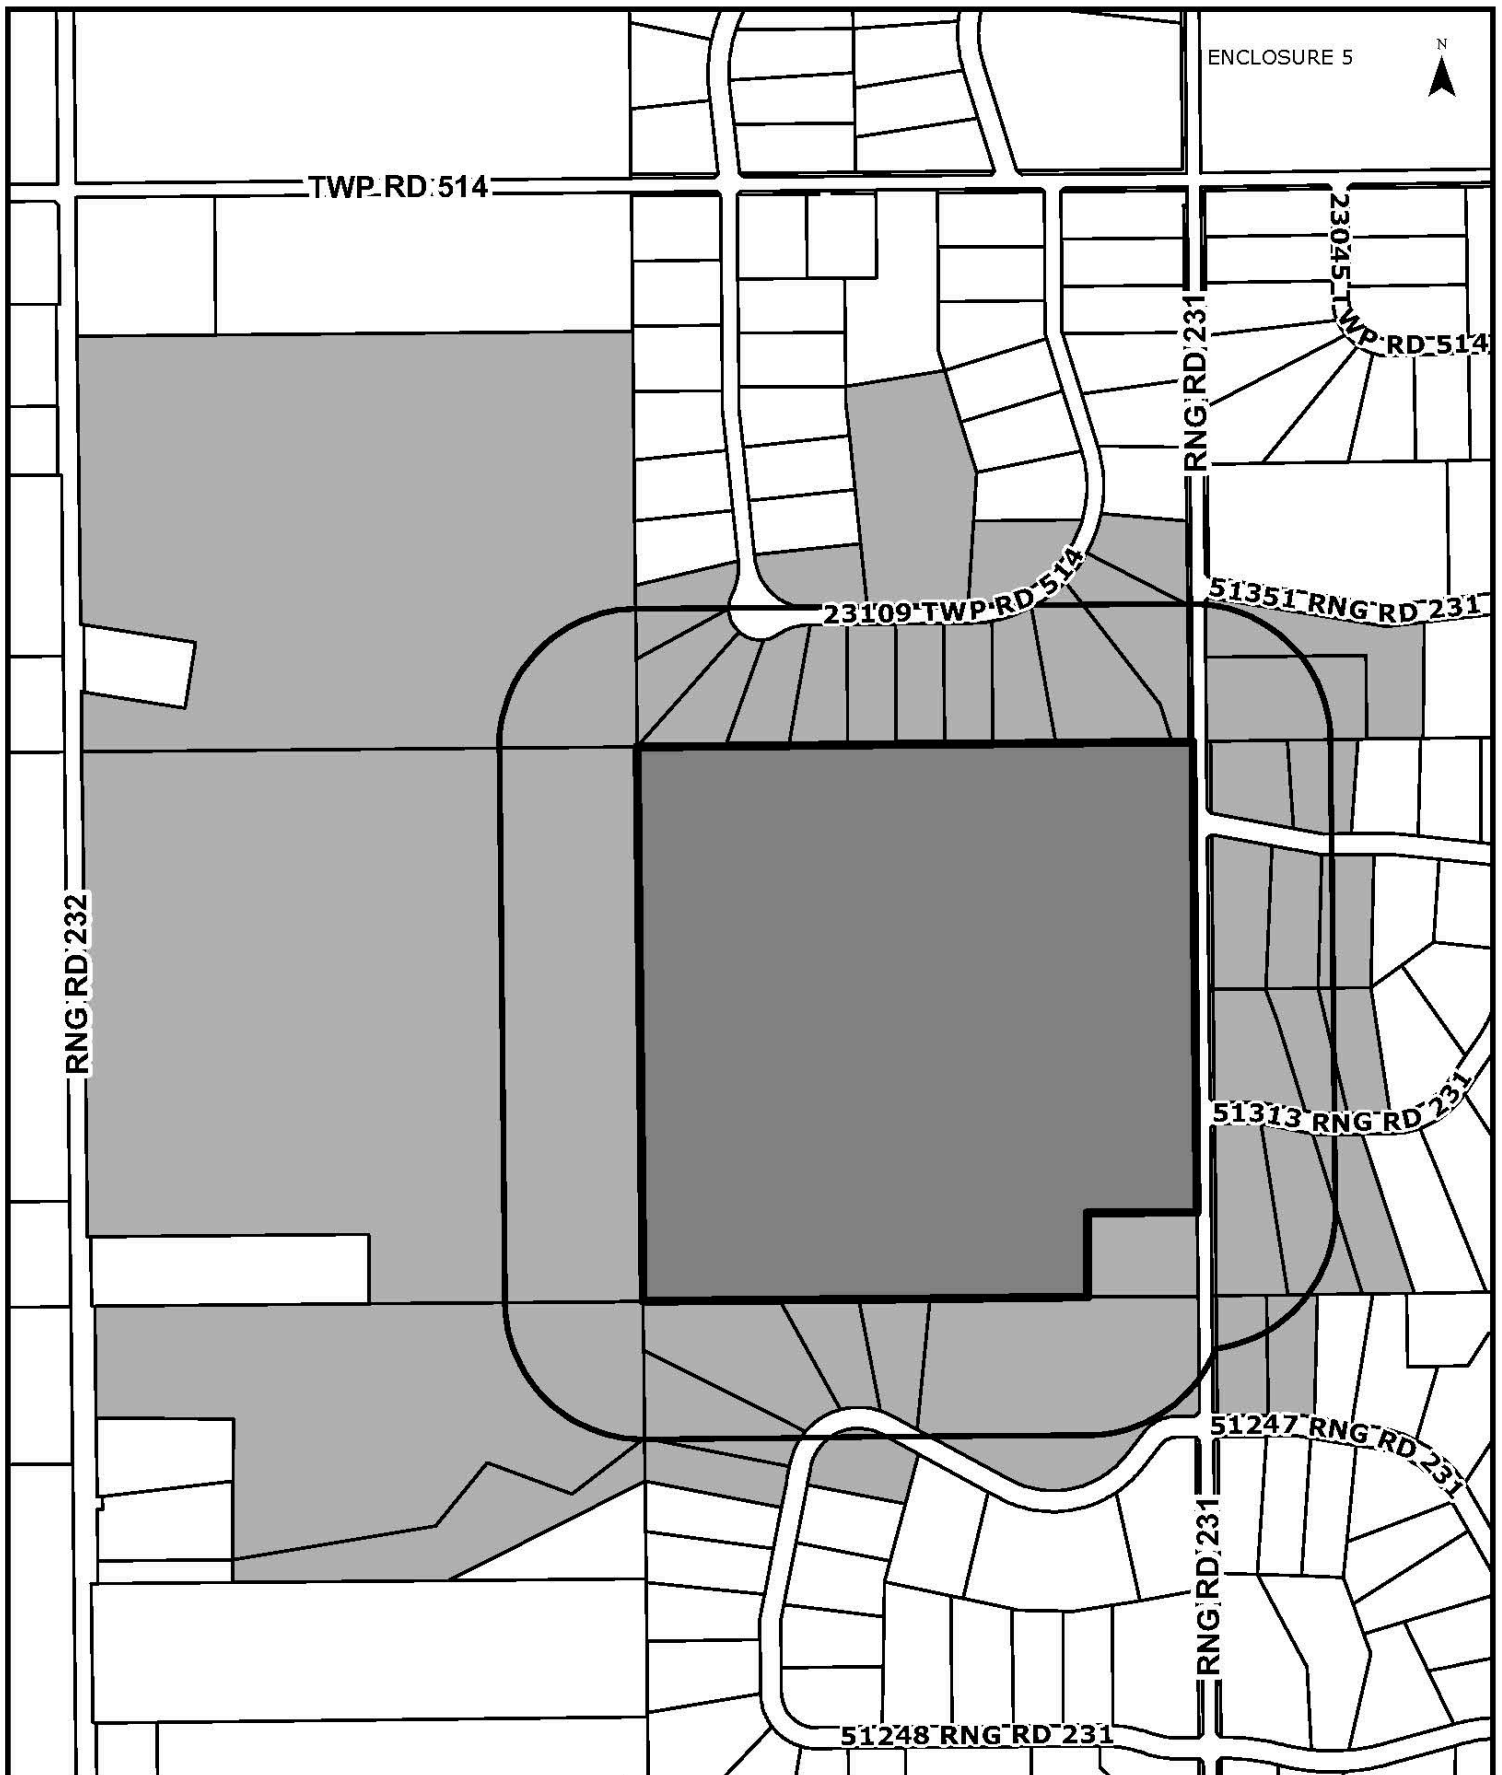 N
ENCLOSURE 5
TWP RD 514
23045 TWP RD 514
RNG RD 231
51351 RNG RD 231
23109 TWP RD 514
RNG RD 232
51313 RNG RD 231
51247 RNG RD 231
RNG RD 231
51248 RNG RD 231